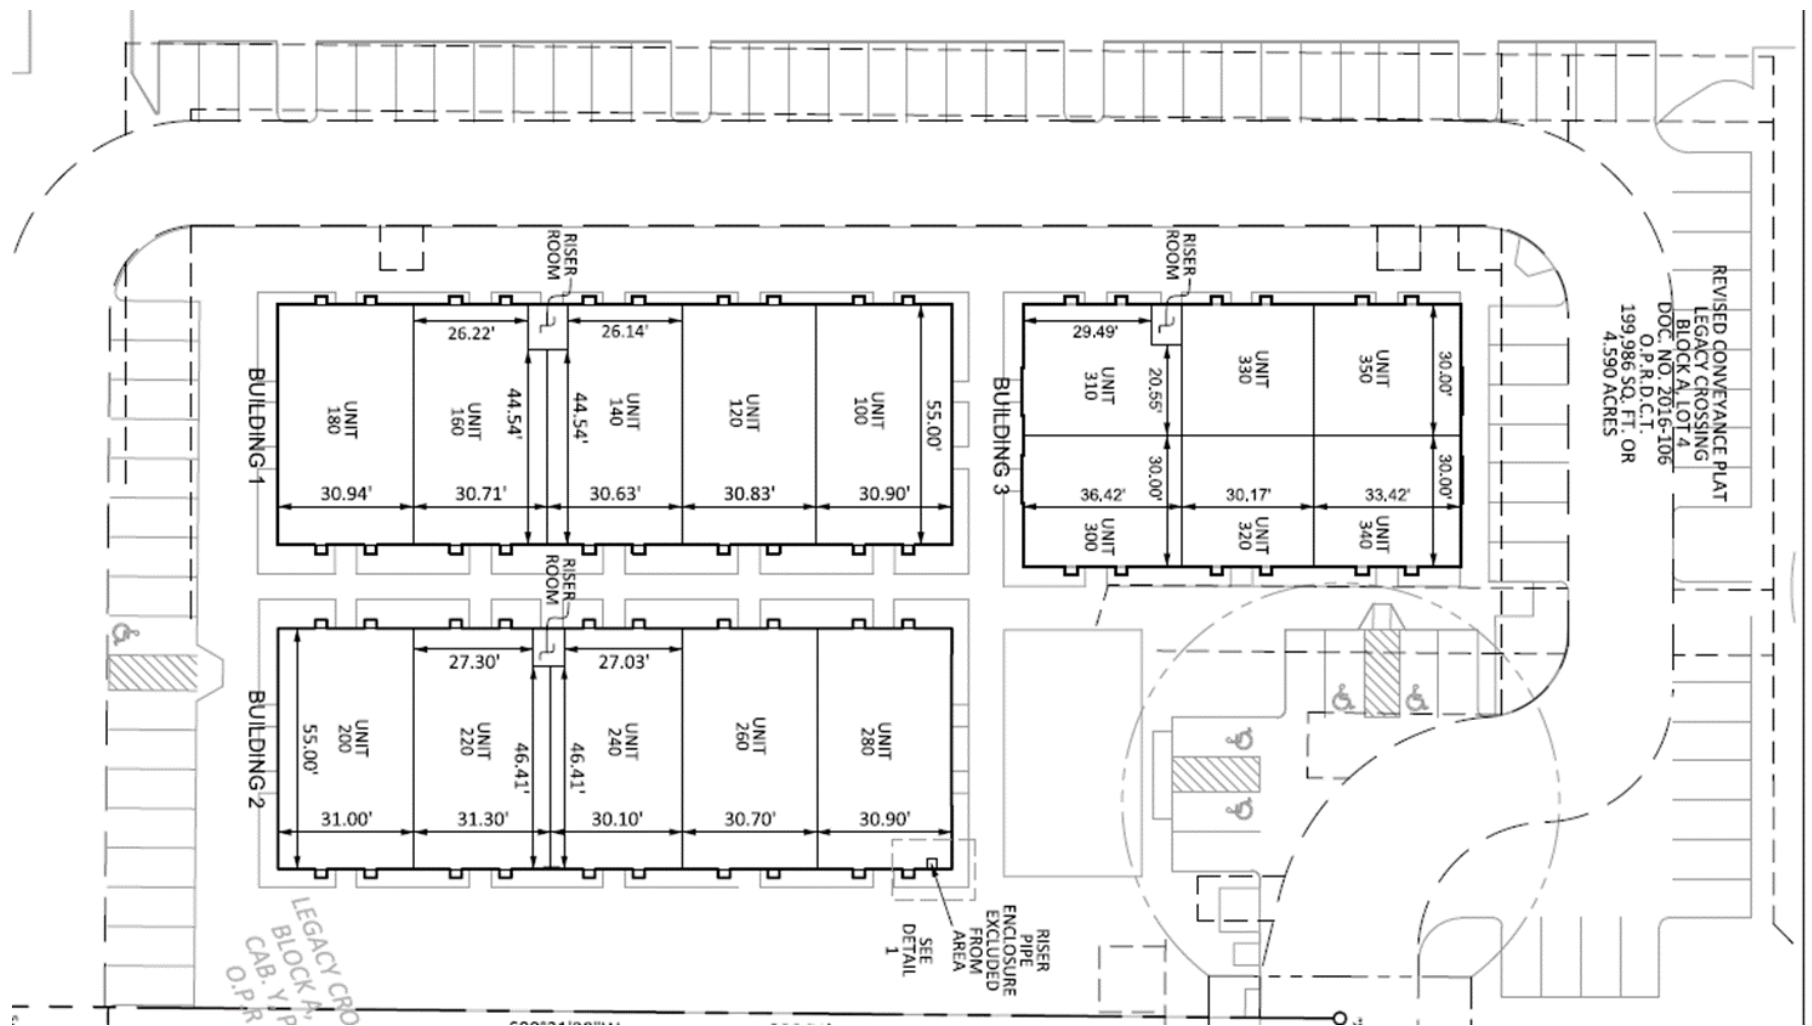 RISER
ROOM
26.22'
26.14'
UNIT
180
UNIT
160
44.54'
44.54'
UNIT
140
UNIT
120
UNIT
100
55.00'
BUILDING 1
30.94'
30.71'
30.63'
30.83'
30.90'
RISER
ROOM
29.49'
UNIT
310
20.55'
UNIT
330
UNIT
350
30.00'
BUILDING 3
36.42'
30.00'
30.17'
33.42'
30.00'
UNIT
300
UNIT
320
UNIT
340
REVISED CONVEYANCE PLAT
LEGACY CROSSING
BLOCK A, LOT 4
DOC. NO. 2016-106
O.P.R.D.C.T.
199,986 SQ. FT. OR
4.590 ACRES
RISER
ROOM
27.30'
27.03'
BUILDING 2
55.00'
UNIT
200
UNIT
220
46.41'
46.41'
UNIT
240
UNIT
260
UNIT
280
31.00'
31.30'
30.10'
30.70'
30.90'
RISER
PIPE
ENCLOSURE
EXCLUDED
FROM
AREA
SEE
DETAIL
1
LEGACY CRO
BLOCK A,
CAB. Y P
O.P.R